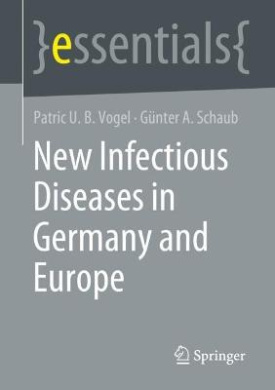 }essentials{
Patric U. B. Vogel · Günter A. Schaub
New Infectious
Diseases in
Germany and
Europe
Springer